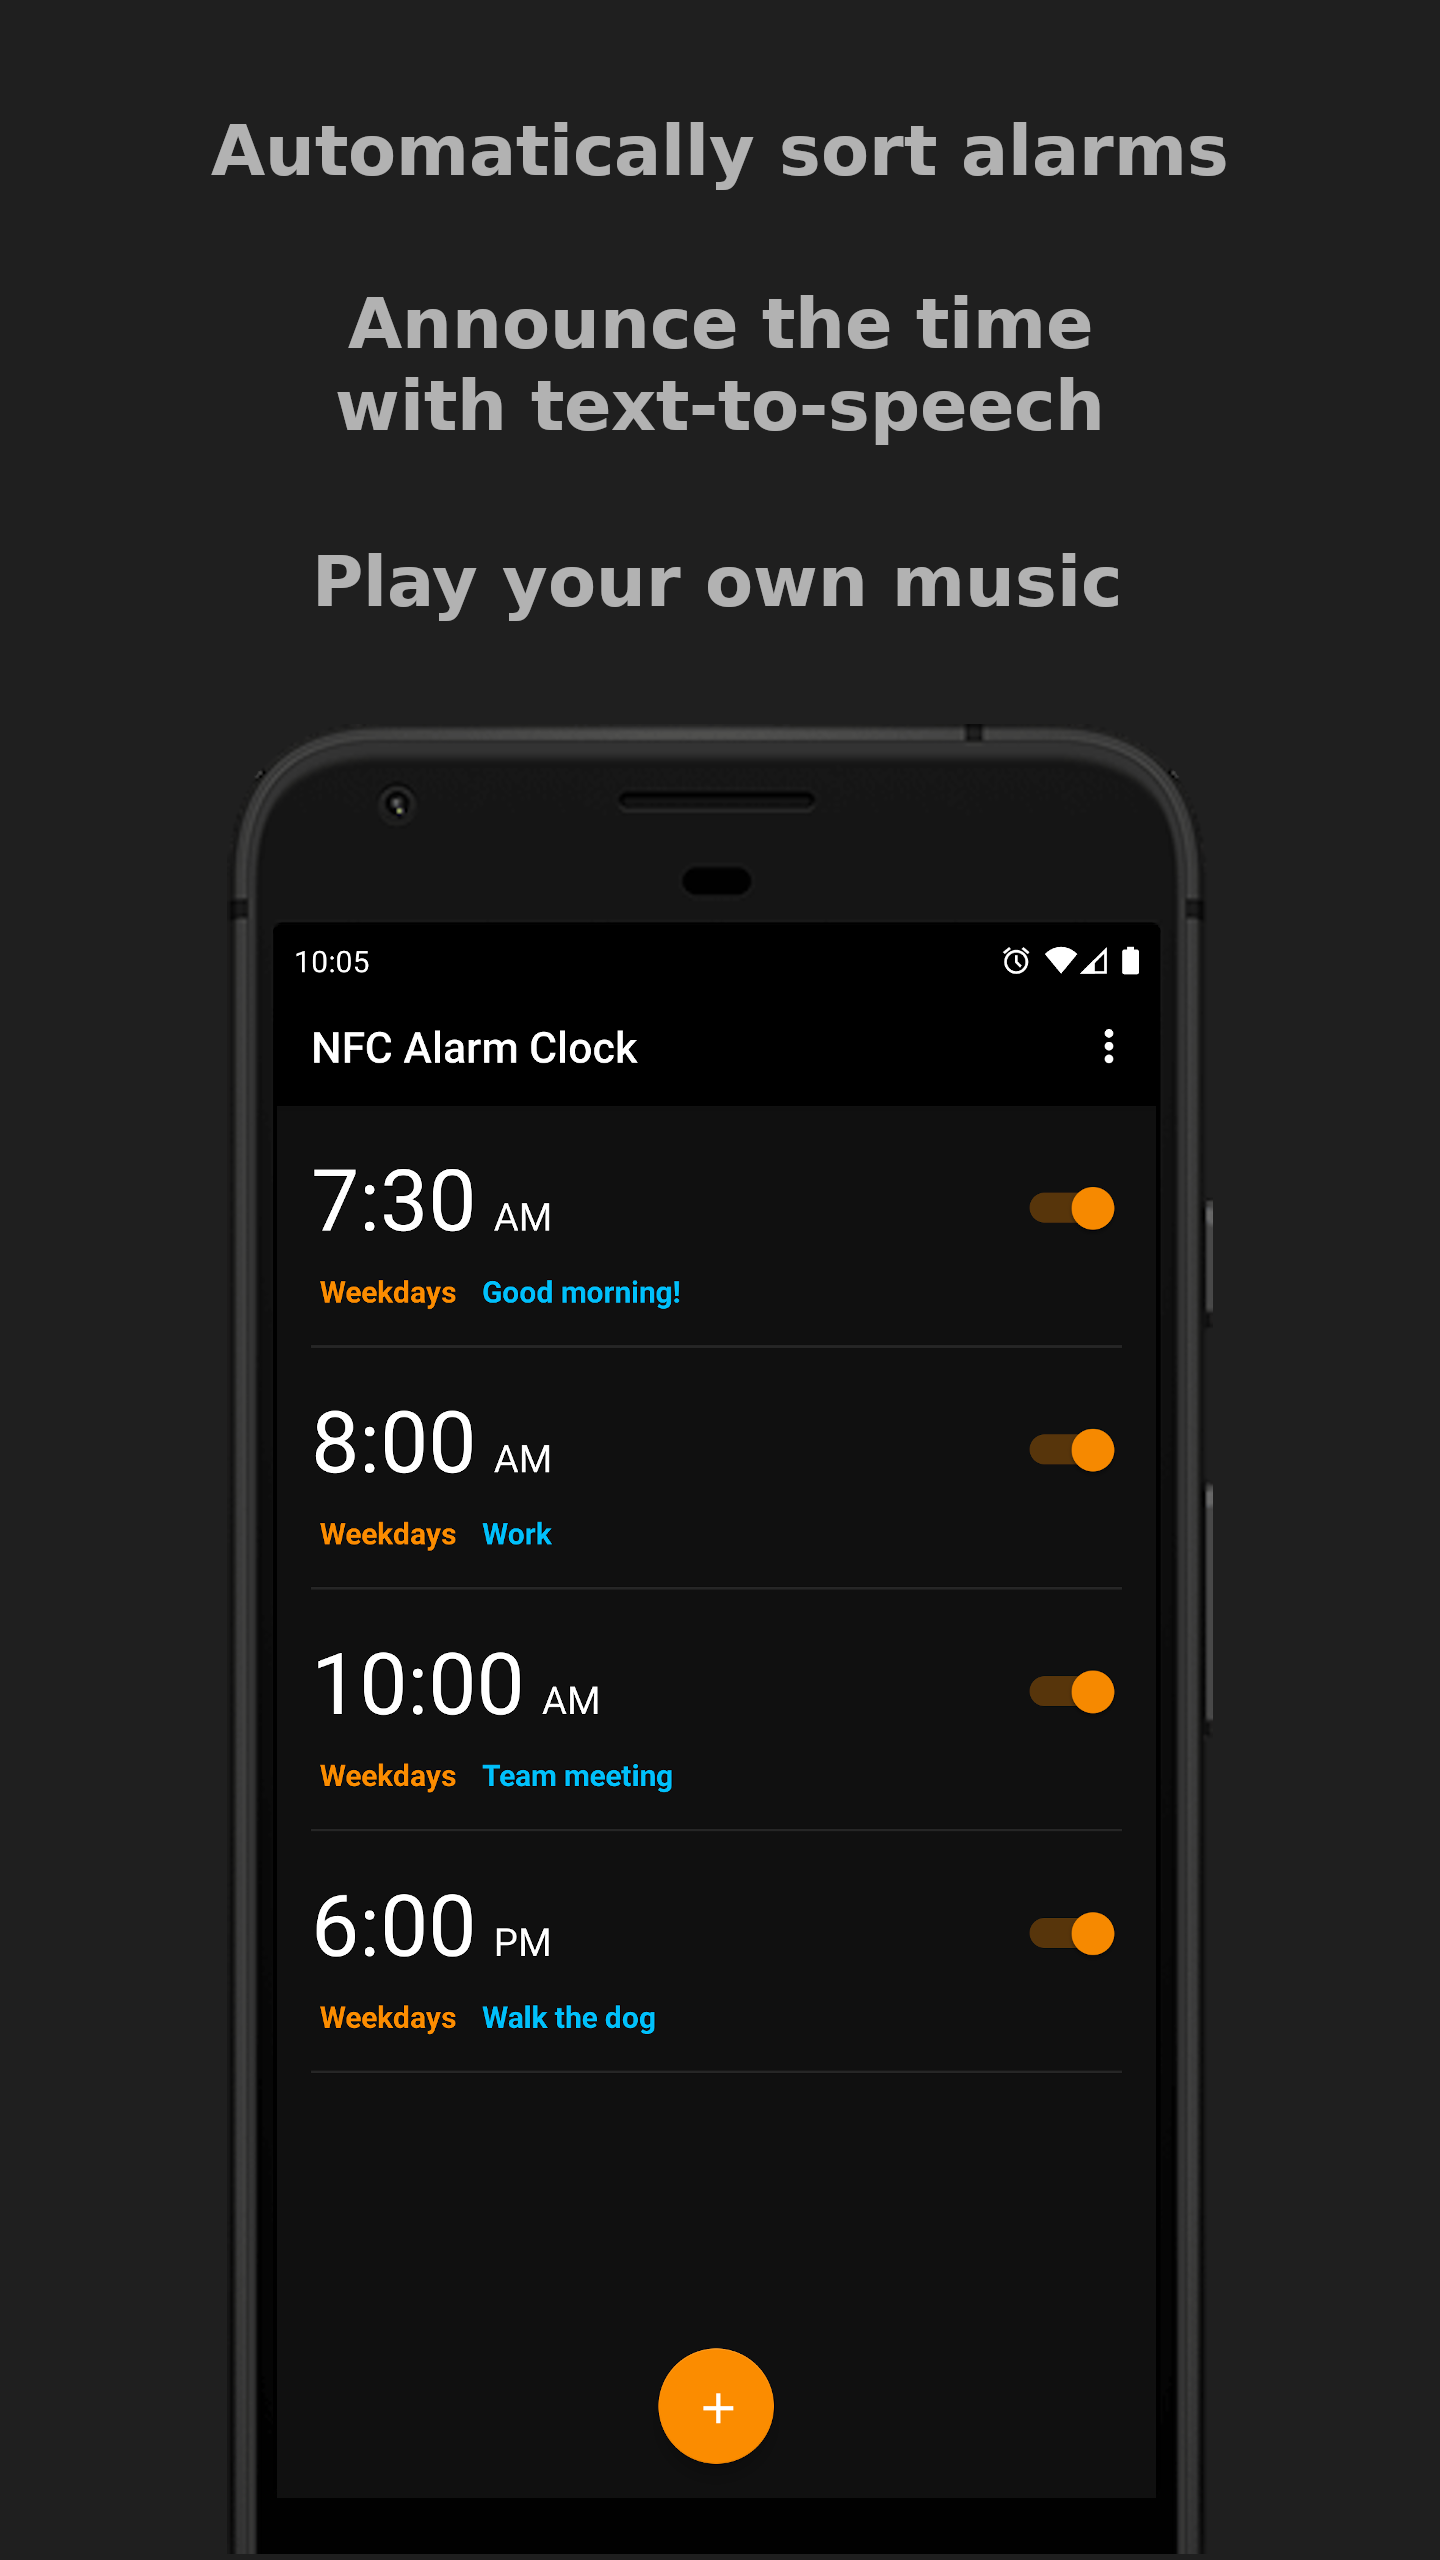 Automatically sort alarms
Announce the time
with text-to-speech
Play your own music
10:05
NFC Alarm Clock
7:30 AM
Weekdays Good morning!
8:00 AM
Weekdays Work
10:00 AM
Weekdays Team meeting
6:00 PM
Weekdays Walk the dog
+